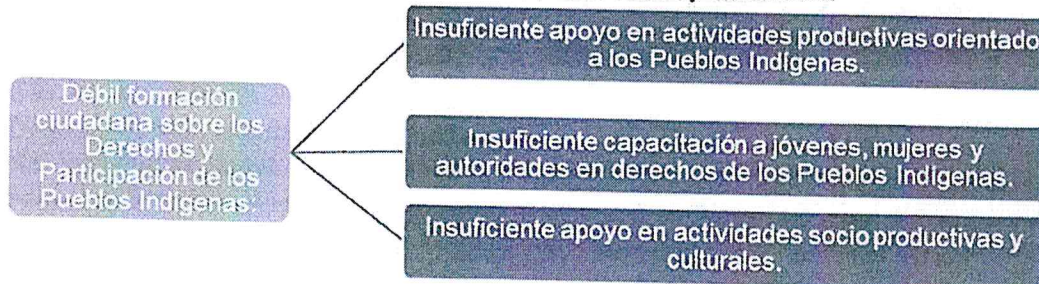 Débil formación
ciudadana sobre los
Derechos y
Participación de los
Pueblos Indígenas:
Insuficiente apoyo en actividades productivas orientado
a los Pueblos Indígenas.
Insuficiente capacitación a jóvenes, mujeres y
autoridades en derechos de los Pueblos Indígenas.
Insuficiente apoyo en actividades socio productivas y
culturales.